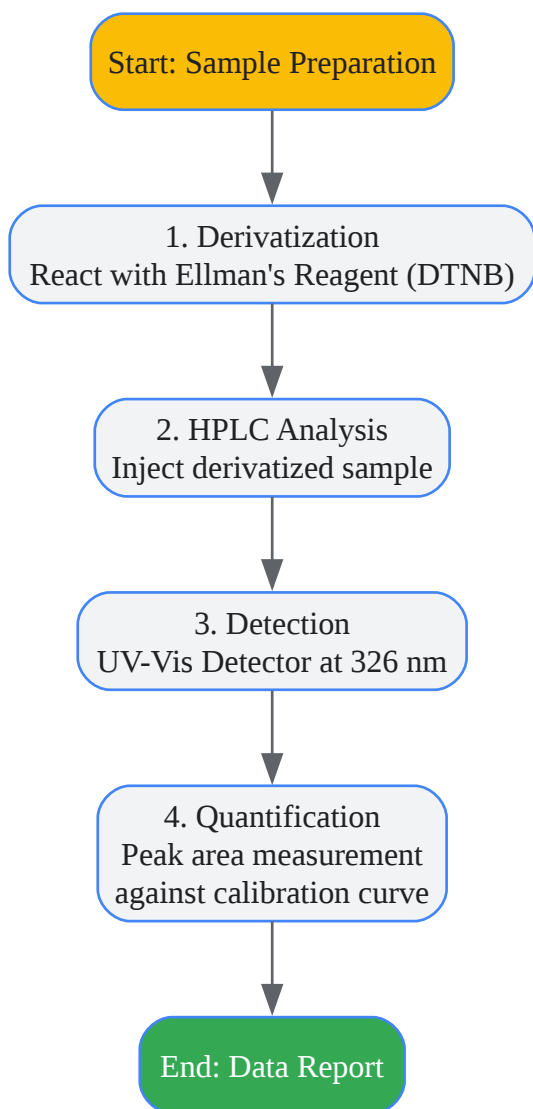 Start: Sample Preparation
1. Derivatization
React with Ellman's Reagent (DTNB)
2. HPLC Analysis
Inject derivatized sample
3. Detection
UV-Vis Detector at 326 nm
4. Quantification
Peak area measurement
against calibration curve
End: Data Report